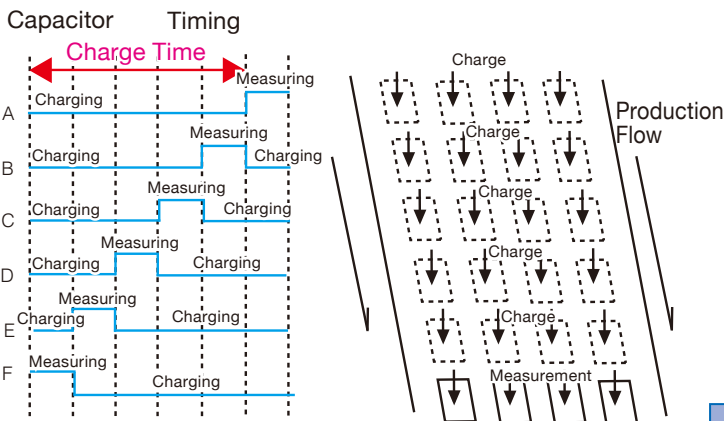 Capacitor Timing
Charge Time
A
Charging
Measuring
B
Charging
Measuring
Charging
C
Charging
Measuring
Charging
D
Charging
Measuring
Charging
E
Charging
Measuring
Charging
F
Measuring
Charging
Charge
Charge
Charge
Charge
Charge
Measurement
Production
Flow